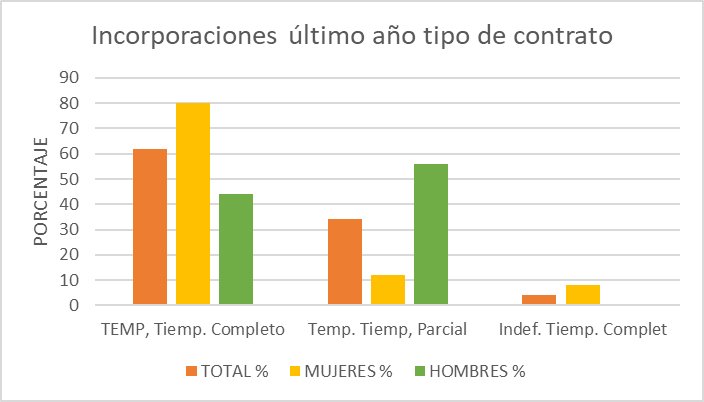 Incorporaciones último año tipo de contrato
PORCENTAJE
90
80
70
60
50
40
30
20
10
0
TEMP, Tiemp. Completo
Temp. Tiemp, Parcial
Indef. Tiemp. Complet
TOTAL %
MUJERES %
HOMBRES %